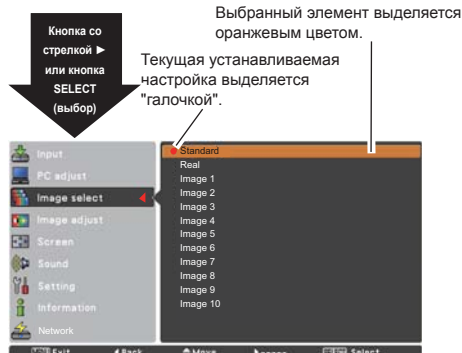 Выбранный элемент выделяется
оранжевым цветом.
Кнопка со
стрелкой ►
или кнопка
SELECT
(выбор)
Текущая устанавливаемая
настройка выделяется
"галочкой".
Input
PC adjust
Image select
Image adjust
Screen
Sound
Setting
Information
Network
Standard
Real
Image 1
Image 2
Image 3
Image 4
Image 5
Image 6
Image 7
Image 8
Image 9
Image 10
Exit
Back
Move
Select